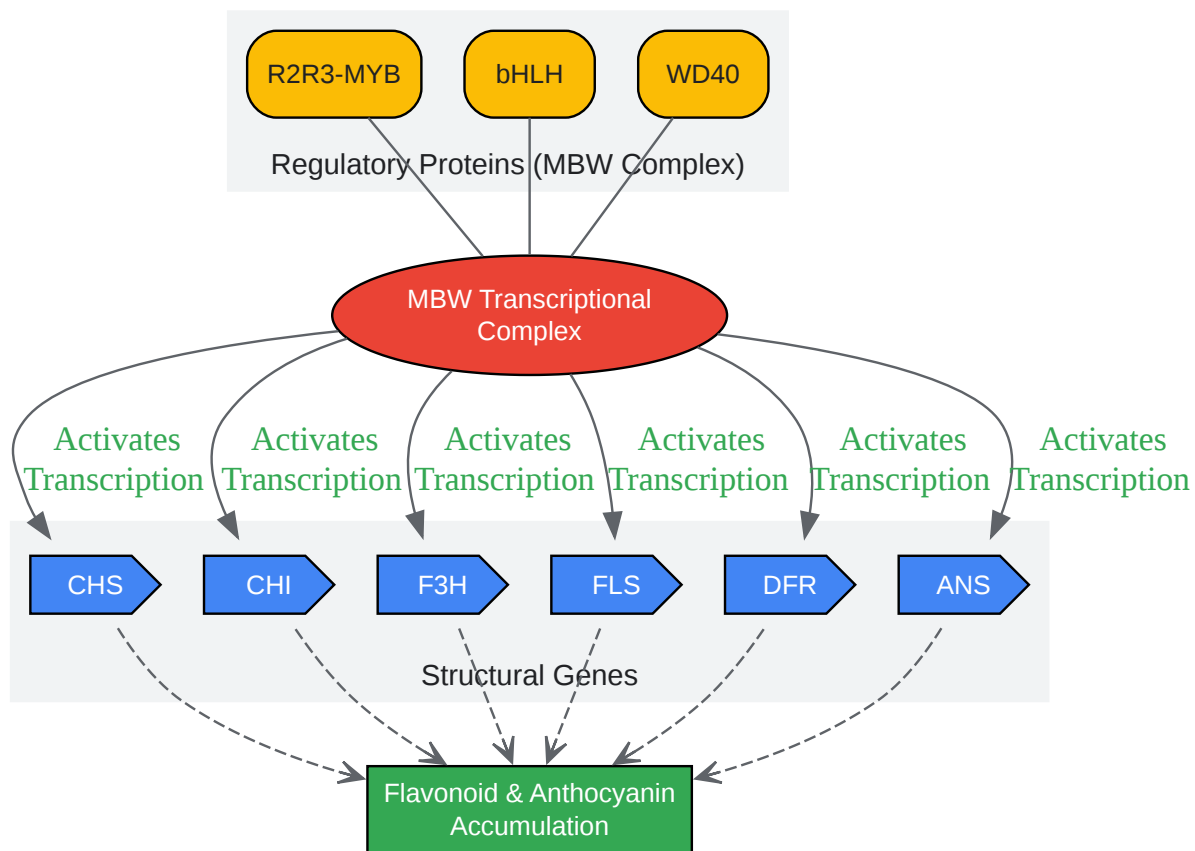 R2R3-MYB
bHLH
WD40
Regulatory Proteins (MBW Complex)
MBW Transcriptional
Complex
Activates
Transcription
Activates
Transcription
Activates
Transcription
Activates
Transcription
Activates
Transcription
Activates
Transcription
CHS
CHI
F3H
FLS
DFR
ANS
Structural Genes
Flavonoid & Anthocyanin
Accumulation